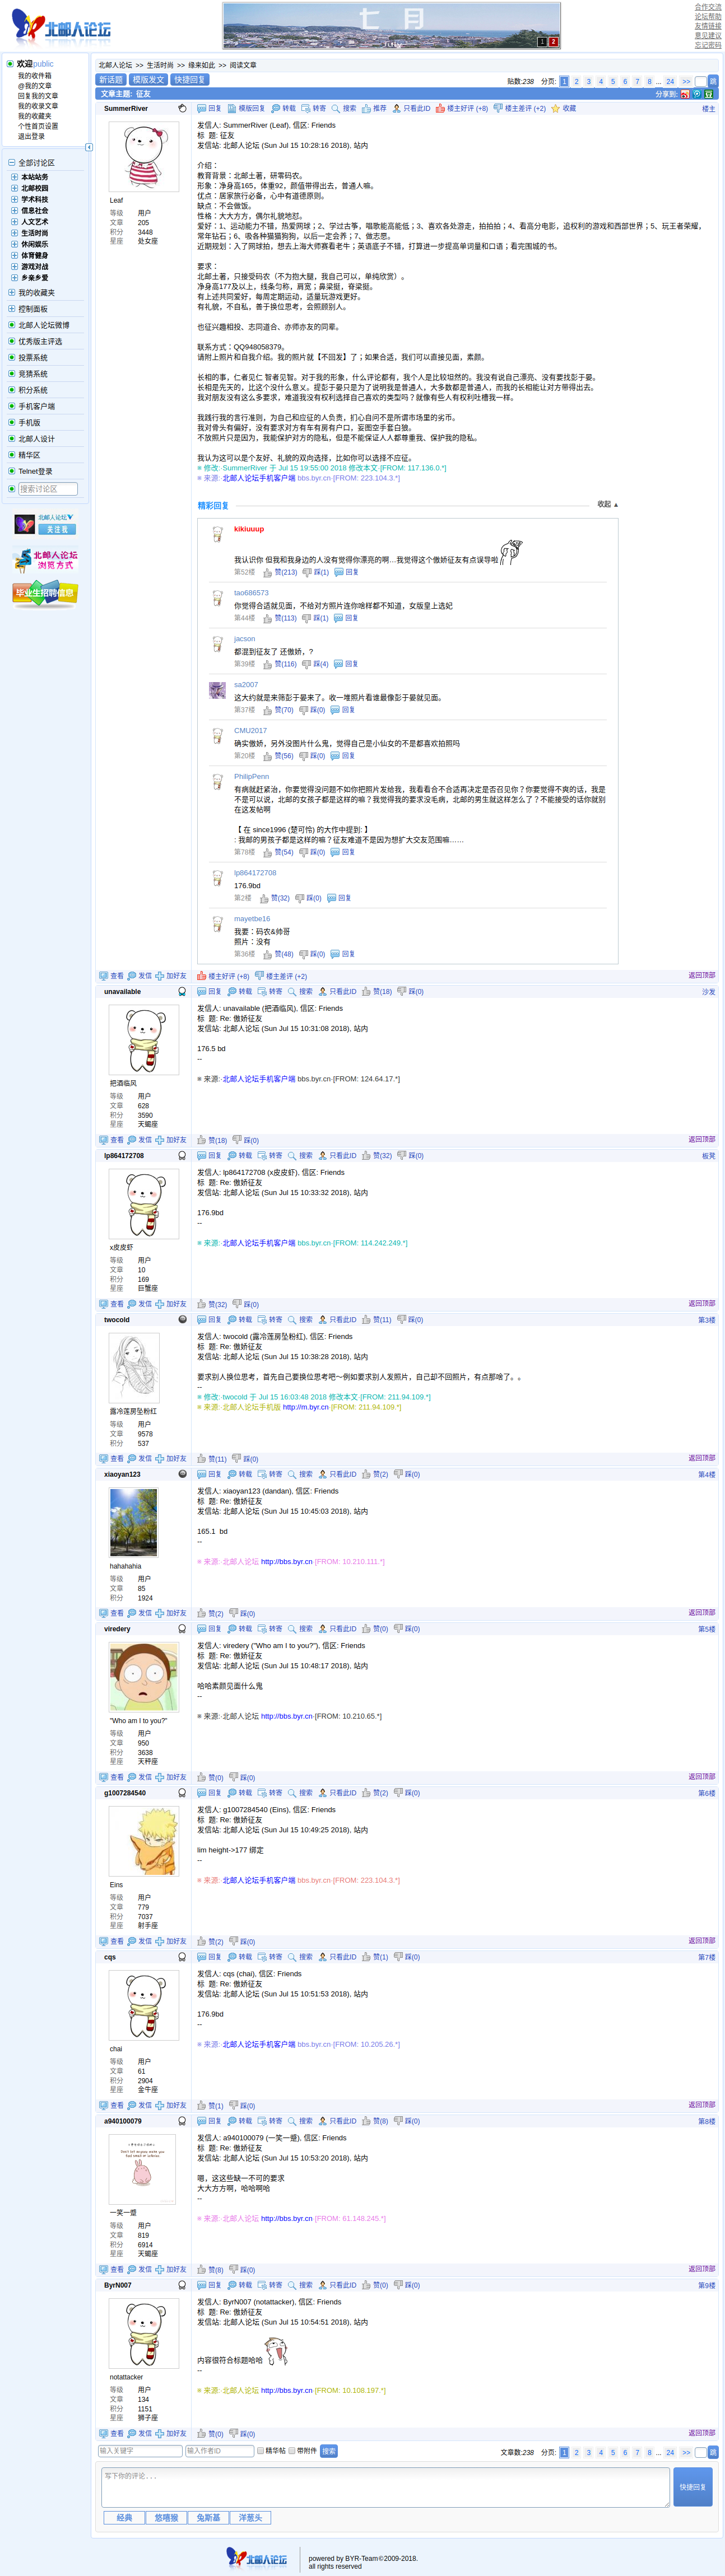 北邮人论坛
七 月
July
1 2
合作交流
论坛帮助
友情链接
意见建议
忘记密码
欢迎public
我的收件箱
@我的文章
回复我的文章
我的收录文章
我的收藏夹
个性首页设置
退出登录
全部讨论区
本站站务
北邮校园
学术科技
信息社会
人文艺术
生活时尚
休闲娱乐
体育健身
游戏对战
乡亲乡爱
我的收藏夹
控制面板
北邮人论坛微博
优秀版主评选
投票系统
竞猜系统
积分系统
手机客户端
手机版
北邮人设计
精华区
Telnet登录
搜索讨论区
北邮人论坛
关注我
北邮人论坛
浏览方式
毕业生招聘信息
北邮人论坛 >> 生活时尚 >> 缘来如此 >> 阅读文章
新话题 模版发文 快捷回复
贴数:238 分页: 1 2 3 4 5 6 7 8 ... 24 >> 跳
文章主题: 征友
分享到:
SummerRiver
回复 模版回复 转载 转寄 搜索 推荐 只看此ID 楼主好评 (+8) 楼主差评 (+2) 收藏
楼主
Leaf
等级 用户
文章 205
积分 3448
星座 处女座
发信人: SummerRiver (Leaf), 信区: Friends
标 题: 征友
发信站: 北邮人论坛 (Sun Jul 15 10:28:16 2018), 站内
介绍：
教育背景：北邮土著，研零码农。
形象：净身高165，体重92，颜值带得出去，普通人嘛。
优点：居家旅行必备，心中有道德原则。
缺点：不会做饭。
性格：大大方方，偶尔礼貌地怼。
爱好：1、运动能力不错，热爱网球；2、学过古筝，唱歌能高能低；3、喜欢各处游走，拍拍拍；4、看高分电影，追权利的游戏和西部世界；5、玩王者荣耀，常年钻石；6、吸各种猫猫狗狗，以后一定会养；7、做志愿。
近期规划：入了网球拍，想去上海大师赛看老牛；英语底子不错，打算进一步提高单词量和口语；看完围城的书。
要求：
北邮土著，只接受码农（不为抱大腿，我自己可以，单纯欣赏）。
净身高177及以上，线条匀称，肩宽；鼻梁挺，脊梁挺。
有上述共同爱好，每周定期运动，适量玩游戏更好。
有礼貌，不自私，善于换位思考，会照顾别人。
也征兴趣相投、志同道合、亦师亦友的同辈。
联系方式：QQ948058379。
请附上照片和自我介绍。我的照片就【不回发】了；如果合适，我们可以直接见面，素颜。
长相的事，仁者见仁 智者见智。对于我的形象，什么评论都有，我个人是比较坦然的。我没有说自己漂亮、没有要找彭于晏。
长相是先天的，比这个没什么意义。提彭于晏只是为了说明我是普通人，大多数都是普通人，而我的长相能让对方带得出去。
我对朋友没有这么多要求，难道我没有权利选择自己喜欢的类型吗？就像有些人有权利吐槽我一样。
我践行我的言行准则，为自己和应征的人负责，扪心自问不是所谓市场里的劣币。
我对骨头有偏好，没有要求对方有车有房有户口，妄图空手套白狼。
不放照片只是因为，我能保护对方的隐私，但是不能保证人人都尊重我、保护我的隐私。
我认为这可以是个友好、礼貌的双向选择，比如你可以选择不应征。
※ 修改:·SummerRiver 于 Jul 15 19:55:00 2018 修改本文·[FROM: 117.136.0.*]
※ 来源:·北邮人论坛手机客户端 bbs.byr.cn·[FROM: 223.104.3.*]
精彩回复
收起 ▲
kikiuuup
我认识你 但我和我身边的人没有觉得你漂亮的啊…我觉得这个傲娇征友有点误导啦
第52楼 赞(213) 踩(1) 回复
tao686573
你觉得合适就见面，不给对方照片连你啥样都不知道，女版皇上选妃
第44楼 赞(113) 踩(1) 回复
jacson
都混到征友了 还傲娇，?
第39楼 赞(116) 踩(4) 回复
sa2007
这大约就是来筛彭于晏来了。收一堆照片看谁最像彭于晏就见面。
第37楼 赞(70) 踩(0) 回复
CMU2017
确实傲娇，另外没图片什么鬼，觉得自己是小仙女的不是都喜欢拍照吗
第20楼 赞(56) 踩(0) 回复
PhilipPenn
有病就赶紧治，你要觉得没问题不如你把照片发给我，我看看合不合适再决定是否召见你？你要觉得不爽的话，我是不是可以说，北邮的女孩子都是这样的嘛？我觉得我的要求没毛病，北邮的男生就这样怎么了？不能接受的话你就别在这发帖啊
【 在 since1996 (楚可怜) 的大作中提到: 】
: 我邮的男孩子都是这样的嘛？征友难道不是因为想扩大交友范围嘛……
第78楼 赞(54) 踩(0) 回复
lp864172708
176.9bd
第2楼 赞(32) 踩(0) 回复
mayetbe16
我要：码农&帅哥
照片：没有
第36楼 赞(48) 踩(0) 回复
查看 发信 加好友 楼主好评 (+8) 楼主差评 (+2) 返回顶部
unavailable
回复 转载 转寄 搜索 只看此ID 赞(18) 踩(0) 沙发
把酒临风
等级 用户
文章 628
积分 3590
星座 天蝎座
发信人: unavailable (把酒临风), 信区: Friends
标 题: Re: 傲娇征友
发信站: 北邮人论坛 (Sun Jul 15 10:31:08 2018), 站内
176.5 bd
--
※ 来源:·北邮人论坛手机客户端 bbs.byr.cn·[FROM: 124.64.17.*]
查看 发信 加好友 赞(18) 踩(0) 返回顶部
lp864172708
回复 转载 转寄 搜索 只看此ID 赞(32) 踩(0) 板凳
x皮皮虾
等级 用户
文章 10
积分 169
星座 巨蟹座
发信人: lp864172708 (x皮皮虾), 信区: Friends
标 题: Re: 傲娇征友
发信站: 北邮人论坛 (Sun Jul 15 10:33:32 2018), 站内
176.9bd
--
※ 来源:·北邮人论坛手机客户端 bbs.byr.cn·[FROM: 114.242.249.*]
查看 发信 加好友 赞(32) 踩(0) 返回顶部
twocold
回复 转载 转寄 搜索 只看此ID 赞(11) 踩(0) 第3楼
露冷莲房坠粉红
等级 用户
文章 9578
积分 537
发信人: twocold (露冷莲房坠粉红), 信区: Friends
标 题: Re: 傲娇征友
发信站: 北邮人论坛 (Sun Jul 15 10:38:28 2018), 站内
要求别人换位思考，首先自己要换位思考吧～例如要求别人发照片，自己却不回照片，有点那啥了。。
--
※ 修改:·twocold 于 Jul 15 16:03:48 2018 修改本文·[FROM: 211.94.109.*]
※ 来源:·北邮人论坛手机版 http://m.byr.cn·[FROM: 211.94.109.*]
查看 发信 加好友 赞(11) 踩(0) 返回顶部
xiaoyan123
回复 转载 转寄 搜索 只看此ID 赞(2) 踩(0) 第4楼
hahahahia
等级 用户
文章 85
积分 1924
发信人: xiaoyan123 (dandan), 信区: Friends
标 题: Re: 傲娇征友
发信站: 北邮人论坛 (Sun Jul 15 10:45:03 2018), 站内
165.1 bd
--
※ 来源:·北邮人论坛 http://bbs.byr.cn·[FROM: 10.210.111.*]
查看 发信 加好友 赞(2) 踩(0) 返回顶部
viredery
回复 转载 转寄 搜索 只看此ID 赞(0) 踩(0) 第5楼
"Who am I to you?"
等级 用户
文章 950
积分 3638
星座 天秤座
发信人: viredery ("Who am I to you?"), 信区: Friends
标 题: Re: 傲娇征友
发信站: 北邮人论坛 (Sun Jul 15 10:48:17 2018), 站内
哈哈素颜见面什么鬼
--
※ 来源:·北邮人论坛 http://bbs.byr.cn·[FROM: 10.210.65.*]
查看 发信 加好友 赞(0) 踩(0) 返回顶部
g1007284540
回复 转载 转寄 搜索 只看此ID 赞(2) 踩(0) 第6楼
Eins
等级 用户
文章 779
积分 7037
星座 射手座
发信人: g1007284540 (Eins), 信区: Friends
标 题: Re: 傲娇征友
发信站: 北邮人论坛 (Sun Jul 15 10:49:25 2018), 站内
lim height->177 绑定
--
※ 来源:·北邮人论坛手机客户端 bbs.byr.cn·[FROM: 223.104.3.*]
查看 发信 加好友 赞(2) 踩(0) 返回顶部
cqs
回复 转载 转寄 搜索 只看此ID 赞(1) 踩(0) 第7楼
chai
等级 用户
文章 61
积分 2904
星座 金牛座
发信人: cqs (chai), 信区: Friends
标 题: Re: 傲娇征友
发信站: 北邮人论坛 (Sun Jul 15 10:51:53 2018), 站内
176.9bd
--
※ 来源:·北邮人论坛手机客户端 bbs.byr.cn·[FROM: 10.205.26.*]
查看 发信 加好友 赞(1) 踩(0) 返回顶部
a940100079
回复 转载 转寄 搜索 只看此ID 赞(8) 踩(0) 第8楼
一笑一蹙
等级 用户
文章 819
积分 6914
星座 天蝎座
发信人: a940100079 (一笑一蹙), 信区: Friends
标 题: Re: 傲娇征友
发信站: 北邮人论坛 (Sun Jul 15 10:53:20 2018), 站内
嗯，这这些缺一不可的要求
大大方方啊，哈哈啊哈
--
※ 来源:·北邮人论坛 http://bbs.byr.cn·[FROM: 61.148.245.*]
查看 发信 加好友 赞(8) 踩(0) 返回顶部
ByrN007
回复 转载 转寄 搜索 只看此ID 赞(0) 踩(0) 第9楼
notattacker
等级 用户
文章 134
积分 1151
星座 狮子座
发信人: ByrN007 (notattacker), 信区: Friends
标 题: Re: 傲娇征友
发信站: 北邮人论坛 (Sun Jul 15 10:54:51 2018), 站内
内容很符合标题哈哈
--
※ 来源:·北邮人论坛 http://bbs.byr.cn·[FROM: 10.108.197.*]
查看 发信 加好友 赞(0) 踩(0) 返回顶部
输入关键字 输入作者ID 精华帖 带附件 搜索
文章数:238 分页: 1 2 3 4 5 6 7 8 ... 24 >> 跳
写下你的评论...
快捷回复
经典 悠嘻猴 兔斯基 洋葱头
北邮人论坛
powered by BYR-Team©2009-2018.
all rights reserved